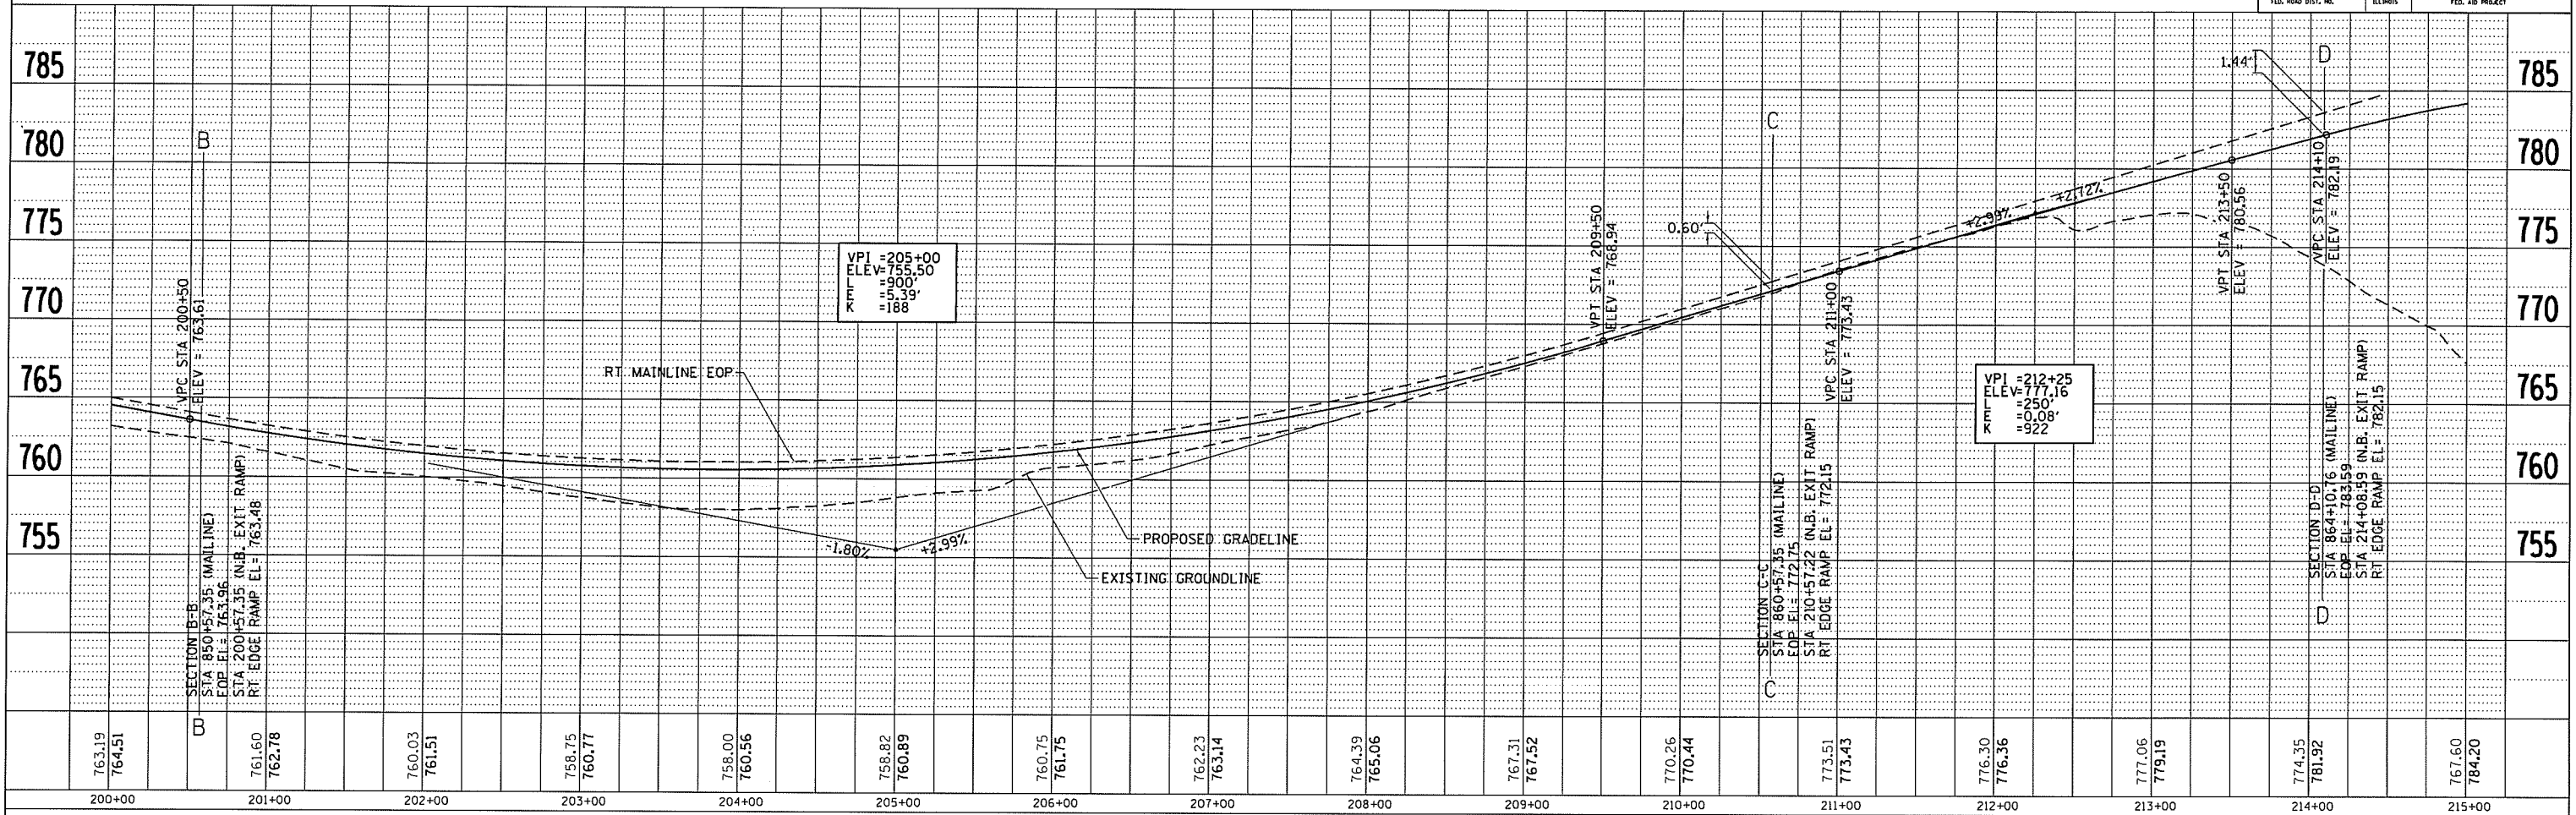 FED. ROAD DIST. NO.
ILLINOIS
FED. AID PROJECT
785
780
775
770
765
760
755
785
780
775
770
765
760
755
B
VPC STA 200+50
ELEV = 763.61
SECTION B-B
STA 850+57.35 (MAILINE)
EOP EL= 763.96
STA 200+57.35 (N.B. EXIT RAMP)
RT EDGE RAMP EL= 763.48
B
RT MAINLINE EOP
VPI =205+00
ELEV=755.50
L =900'
E =5.39'
K =188
-1.80%
+2.99%
PROPOSED GRADELINE
EXISTING GROUNDLINE
VPT STA 209+50
ELEV = 768.94
0.60'
C
SECTION C-C
STA 860+57.35 (MAILINE)
EOP EL= 772.75
STA 210+57.22 (N.B. EXIT RAMP)
RT EDGE RAMP EL= 772.15
C
VPC STA 211+00
ELEV = 773.43
+2.99%
+2.72%
VPI =212+25
ELEV=777.16
L =250'
E =0.08'
K =922
VPT STA 213+50
ELEV = 780.56
1.44'
D
VPC STA 214+10
ELEV = 782.19
SECTION D-D
STA 864+10.76 (MAILINE)
EOP EL= 783.59
STA 214+08.59 (N.B. EXIT RAMP)
RT EDGE RAMP EL= 782.15
D
763.19
764.51
761.60
762.78
760.03
761.51
758.75
760.77
758.00
760.56
758.82
760.89
760.75
761.75
762.23
763.14
764.39
765.06
767.31
767.52
770.26
770.44
773.51
773.43
776.30
776.36
777.06
779.19
774.35
781.92
767.60
784.20
200+00
201+00
202+00
203+00
204+00
205+00
206+00
207+00
208+00
209+00
210+00
211+00
212+00
213+00
214+00
215+00